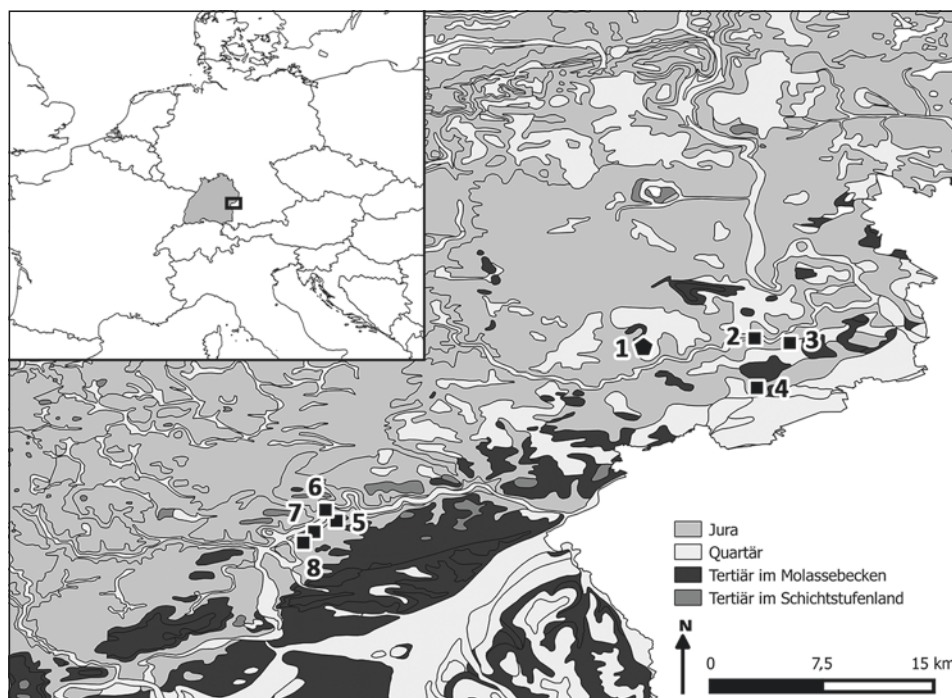 1
2
3
4
6
7
5
8
Jura
Quartär
Tertiär im Molassebecken
Tertiär im Schichtstufenland
N
0 7,5 15 km